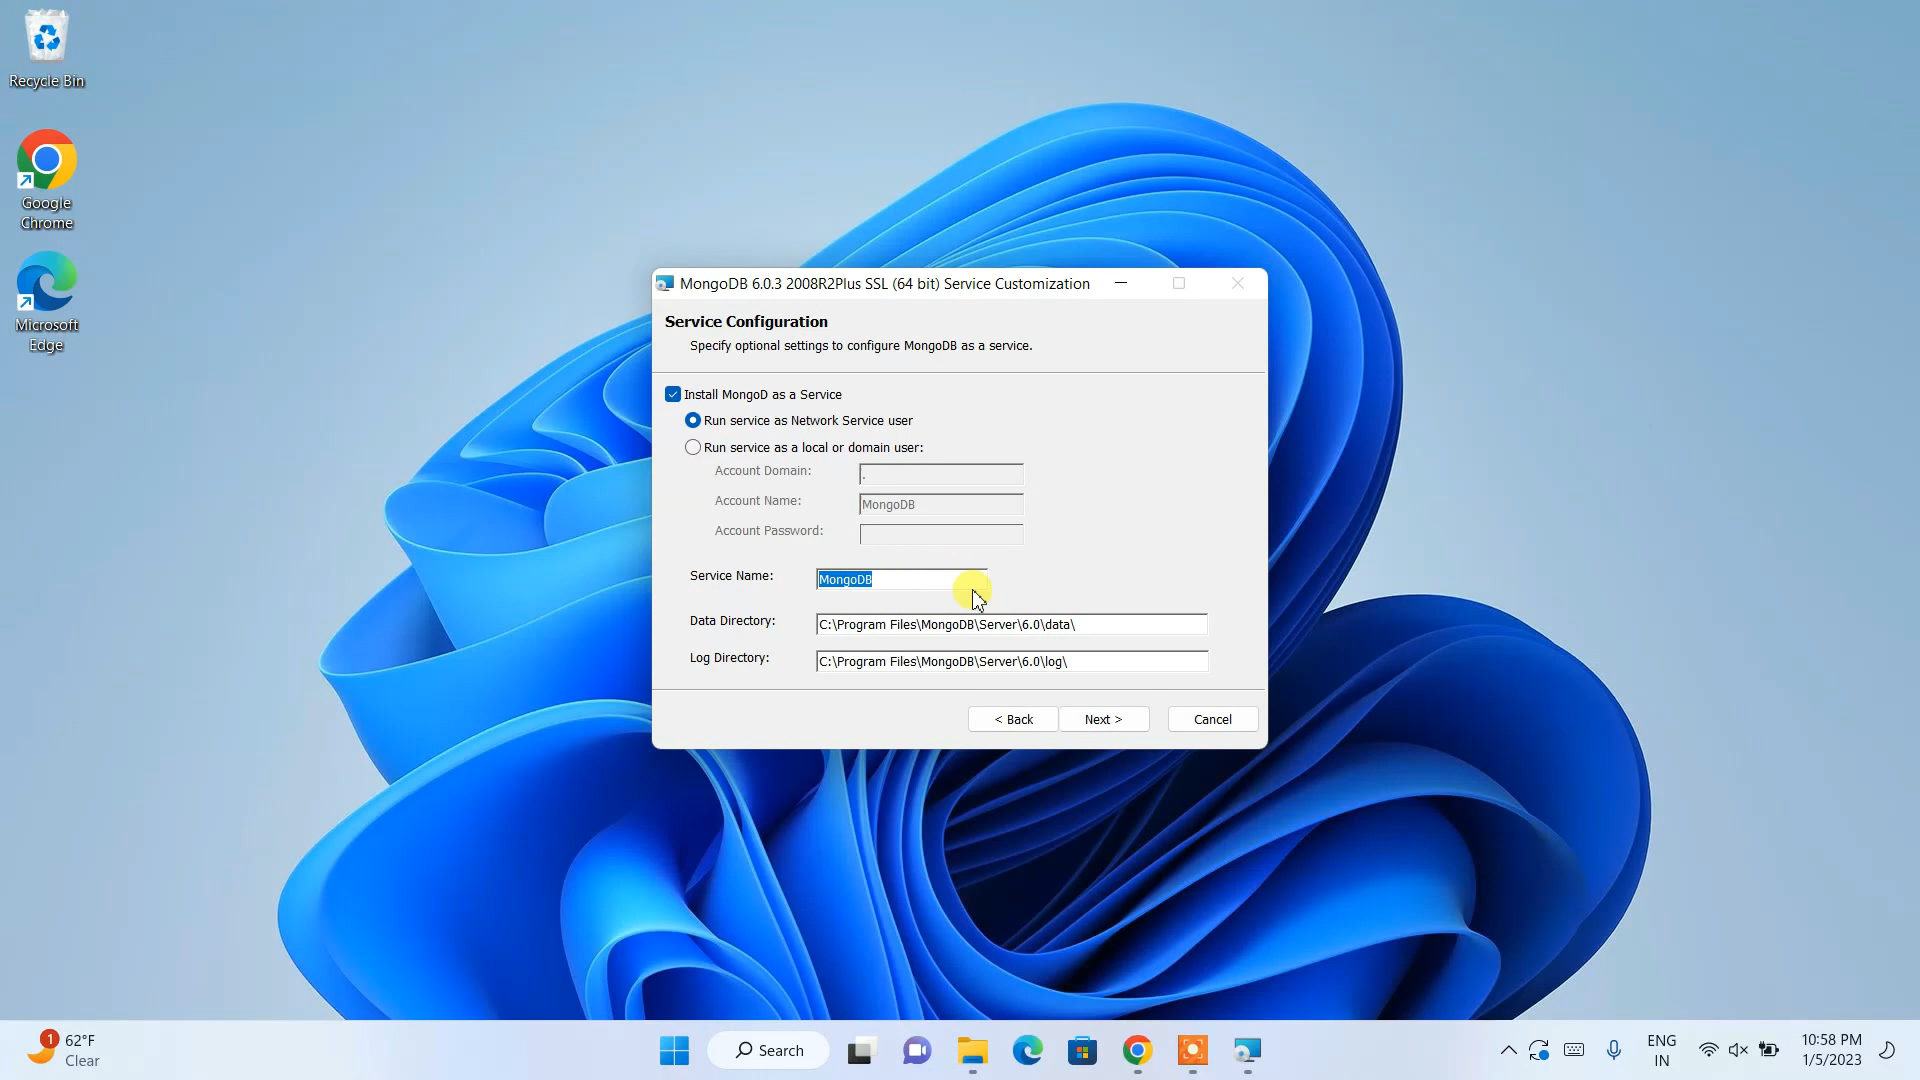 Recycle Bin
Google
Chrome
Microsoft
Edge
MongoDB 6.0.3 2008R2Plus SSL (64 bit) Service Customization
Service Configuration
Specify optional settings to configure MongoDB as a service.
Install MongoD as a Service
Run service as Network Service user
Run service as a local or domain user:
Account Domain: .
Account Name: MongoDB
Account Password:
Service Name: MongoDB
Data Directory: C:\Program Files\MongoDB\Server\6.0\data\
Log Directory: C:\Program Files\MongoDB\Server\6.0\log\
< Back Next > Cancel
1 62°F
Clear
Search
ENG
IN
10:58 PM
1/5/2023